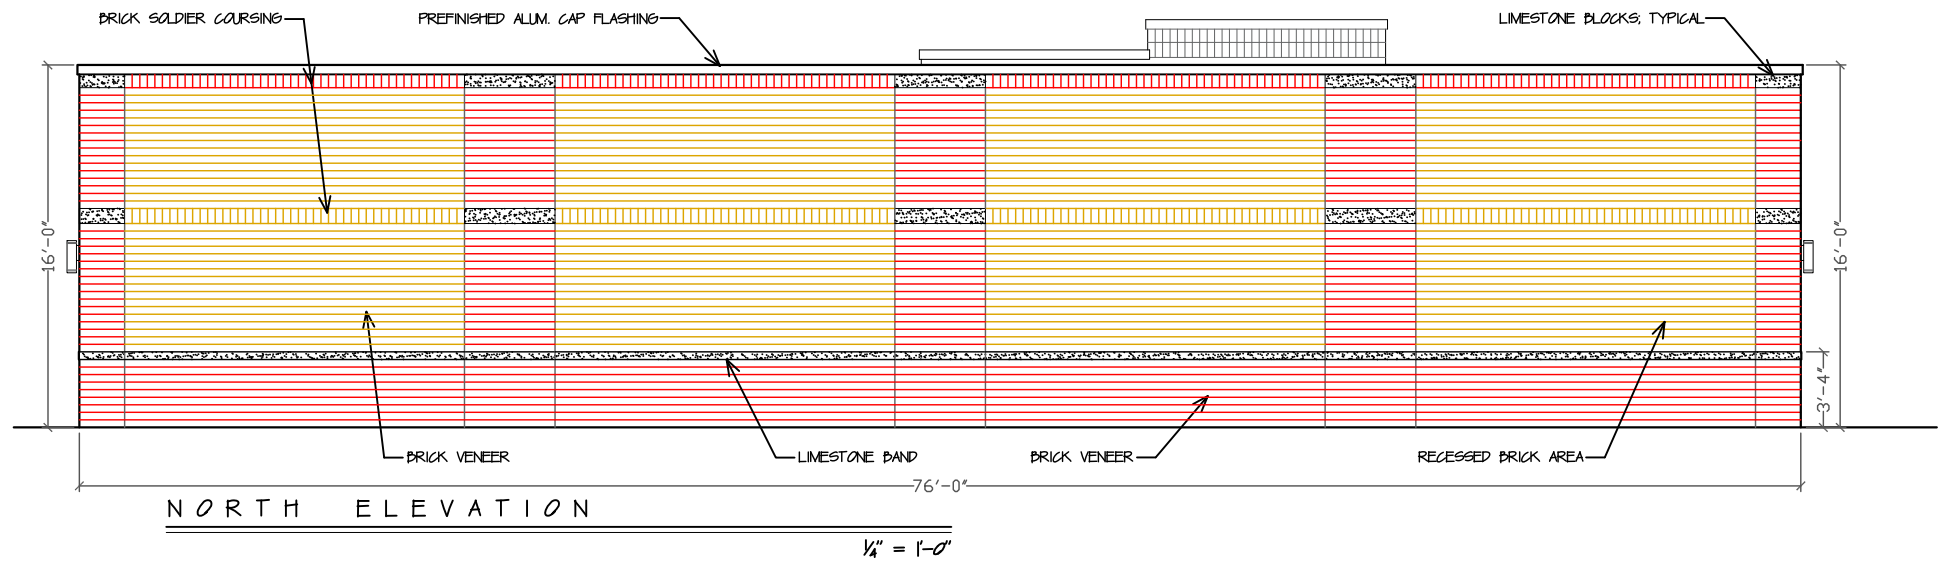 BRICK SOLDIER COURSING
PREFINISHED ALUM. CAP FLASHING
LIMESTONE BLOCKS; TYPICAL
16'-0"
16'-0"
3'-4"
BRICK VENEER
LIMESTONE BAND
BRICK VENEER
RECESSED BRICK AREA
76'-0"
NORTH ELEVATION
1/4" = 1'-0"